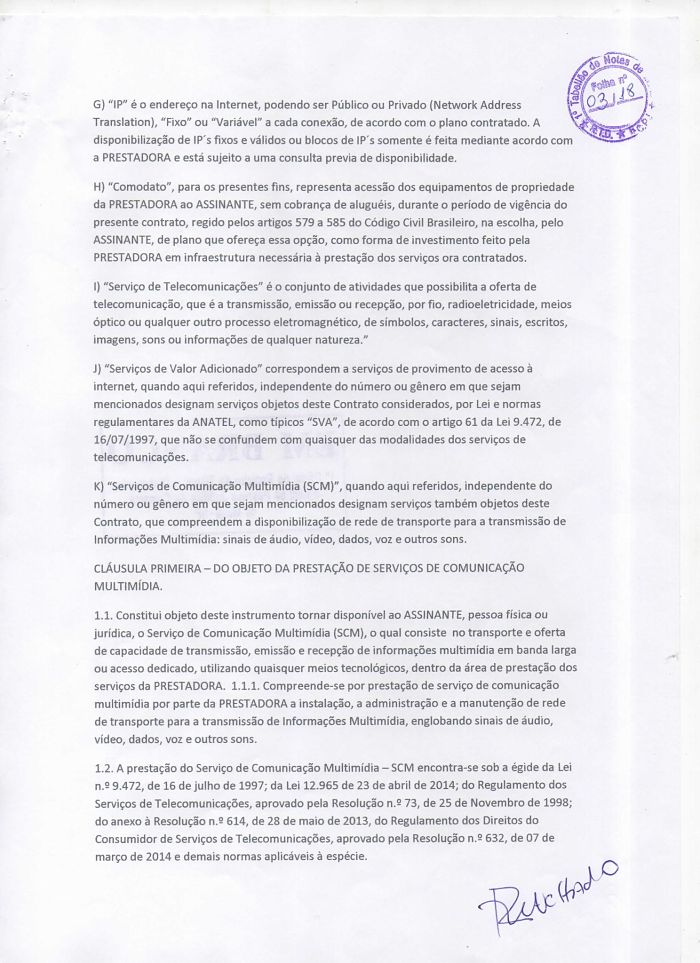 1º Tabelião de Notas de
Folha nº
03/18
R.T.D. ★ R.C.P.J.
G) “IP” é o endereço na Internet, podendo ser Público ou Privado (Network Address
Translation), “Fixo” ou “Variável” a cada conexão, de acordo com o plano contratado. A
disponibilização de IP´s fixos e válidos ou blocos de IP´s somente é feita mediante acordo com
a PRESTADORA e está sujeito a uma consulta previa de disponibilidade.
H) “Comodato”, para os presentes fins, representa acessão dos equipamentos de propriedade
da PRESTADORA ao ASSINANTE, sem cobrança de aluguéis, durante o período de vigência do
presente contrato, regido pelos artigos 579 a 585 do Código Civil Brasileiro, na escolha, pelo
ASSINANTE, de plano que ofereça essa opção, como forma de investimento feito pela
PRESTADORA em infraestrutura necessária à prestação dos serviços ora contratados.
I) “Serviço de Telecomunicações” é o conjunto de atividades que possibilita a oferta de
telecomunicação, que é a transmissão, emissão ou recepção, por fio, radioeletricidade, meios
óptico ou qualquer outro processo eletromagnético, de símbolos, caracteres, sinais, escritos,
imagens, sons ou informações de qualquer natureza.”
J) “Serviços de Valor Adicionado” correspondem a serviços de provimento de acesso à
internet, quando aqui referidos, independente do número ou gênero em que sejam
mencionados designam serviços objetos deste Contrato considerados, por Lei e normas
regulamentares da ANATEL, como típicos “SVA”, de acordo com o artigo 61 da Lei 9.472, de
16/07/1997, que não se confundem com quaisquer das modalidades dos serviços de
telecomunicações.
K) “Serviços de Comunicação Multimídia (SCM)”, quando aqui referidos, independente do
número ou gênero em que sejam mencionados designam serviços também objetos deste
Contrato, que compreendem a disponibilização de rede de transporte para a transmissão de
Informações Multimídia: sinais de áudio, vídeo, dados, voz e outros sons.
CLÁUSULA PRIMEIRA – DO OBJETO DA PRESTAÇÃO DE SERVIÇOS DE COMUNICAÇÃO
MULTIMÍDIA.
1.1. Constitui objeto deste instrumento tornar disponível ao ASSINANTE, pessoa física ou
jurídica, o Serviço de Comunicação Multimídia (SCM), o qual consiste no transporte e oferta
de capacidade de transmissão, emissão e recepção de informações multimídia em banda larga
ou acesso dedicado, utilizando quaisquer meios tecnológicos, dentro da área de prestação dos
serviços da PRESTADORA. 1.1.1. Compreende-se por prestação de serviço de comunicação
multimídia por parte da PRESTADORA a instalação, a administração e a manutenção de rede
de transporte para a transmissão de Informações Multimídia, englobando sinais de áudio,
vídeo, dados, voz e outros sons.
1.2. A prestação do Serviço de Comunicação Multimídia – SCM encontra-se sob a égide da Lei
n.º 9.472, de 16 de julho de 1997; da Lei 12.965 de 23 de abril de 2014; do Regulamento dos
Serviços de Telecomunicações, aprovado pela Resolução n.º 73, de 25 de Novembro de 1998;
do anexo à Resolução n.º 614, de 28 de maio de 2013, do Regulamento dos Direitos do
Consumidor de Serviços de Telecomunicações, aprovado pela Resolução n.º 632, de 07 de
março de 2014 e demais normas aplicáveis à espécie.